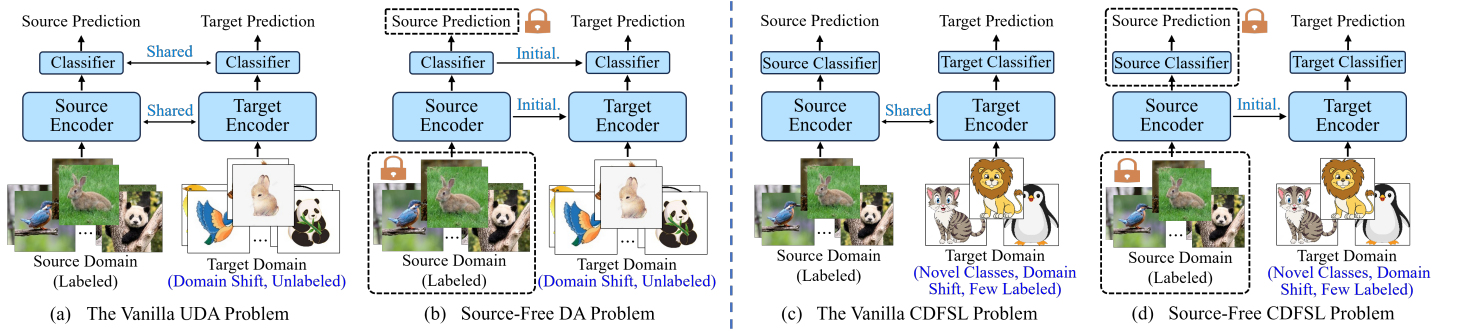 Source Prediction
Target Prediction
Classifier
Shared
Classifier
Source
Encoder
Shared
Target
Encoder
...
...
Source Domain
(Labeled)
Target Domain
(Domain Shift, Unlabeled)
(a) The Vanilla UDA Problem
Source Prediction
Target Prediction
Classifier
Initial.
Classifier
Source
Encoder
Initial.
Target
Encoder
...
...
Source Domain
(Labeled)
Target Domain
(Domain Shift, Unlabeled)
(b) Source-Free DA Problem
Source Prediction
Target Prediction
Source Classifier
Target Classifier
Source
Encoder
Shared
Target
Encoder
...
...
Source Domain
(Labeled)
Target Domain
(Novel Classes, Domain
Shift, Few Labeled)
(c) The Vanilla CDFSL Problem
Source Prediction
Target Prediction
Source Classifier
Target Classifier
Source
Encoder
Initial.
Target
Encoder
...
...
Source Domain
(Labeled)
Target Domain
(Novel Classes, Domain
Shift, Few Labeled)
(d) Source-Free CDFSL Problem